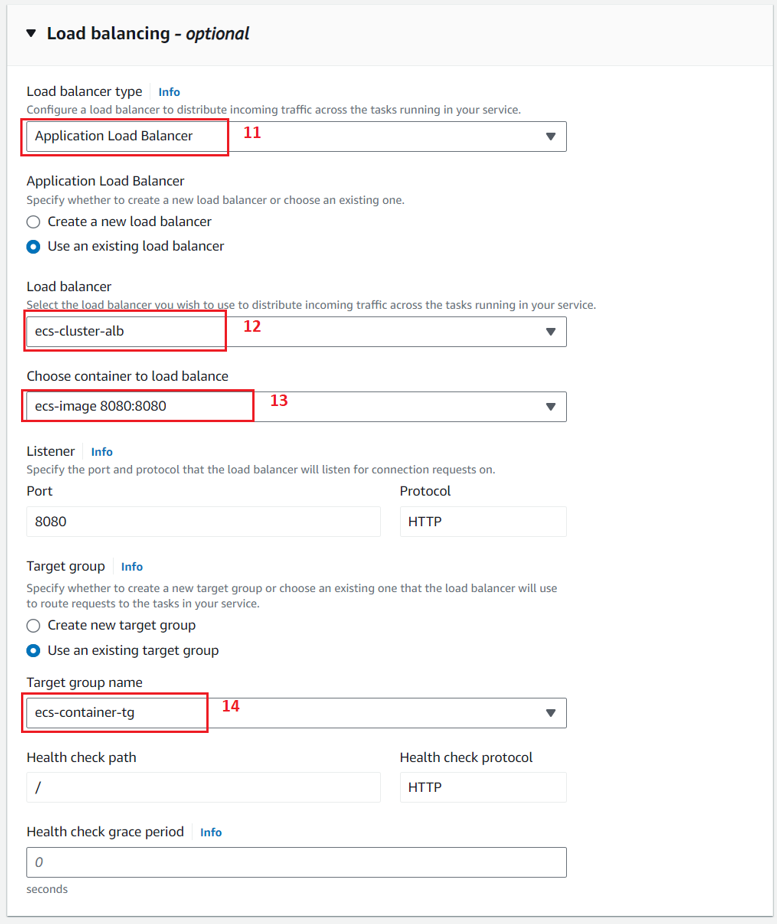 Load balancing - optional
Load balancer type Info
Configure a load balancer to distribute incoming traffic across the tasks running in your service.
Application Load Balancer 11
Application Load Balancer
Specify whether to create a new load balancer or choose an existing one.
Create a new load balancer
Use an existing load balancer
Load balancer
Select the load balancer you wish to use to distribute incoming traffic across the tasks running in your service.
ecs-cluster-alb 12
Choose container to load balance
ecs-image 8080:8080 13
Listener Info
Specify the port and protocol that the load balancer will listen for connection requests on.
Port Protocol
8080 HTTP
Target group Info
Specify whether to create a new target group or choose an existing one that the load balancer will use
to route requests to the tasks in your service.
Create new target group
Use an existing target group
Target group name
ecs-container-tg 14
Health check path Health check protocol
/ HTTP
Health check grace period Info
0
seconds